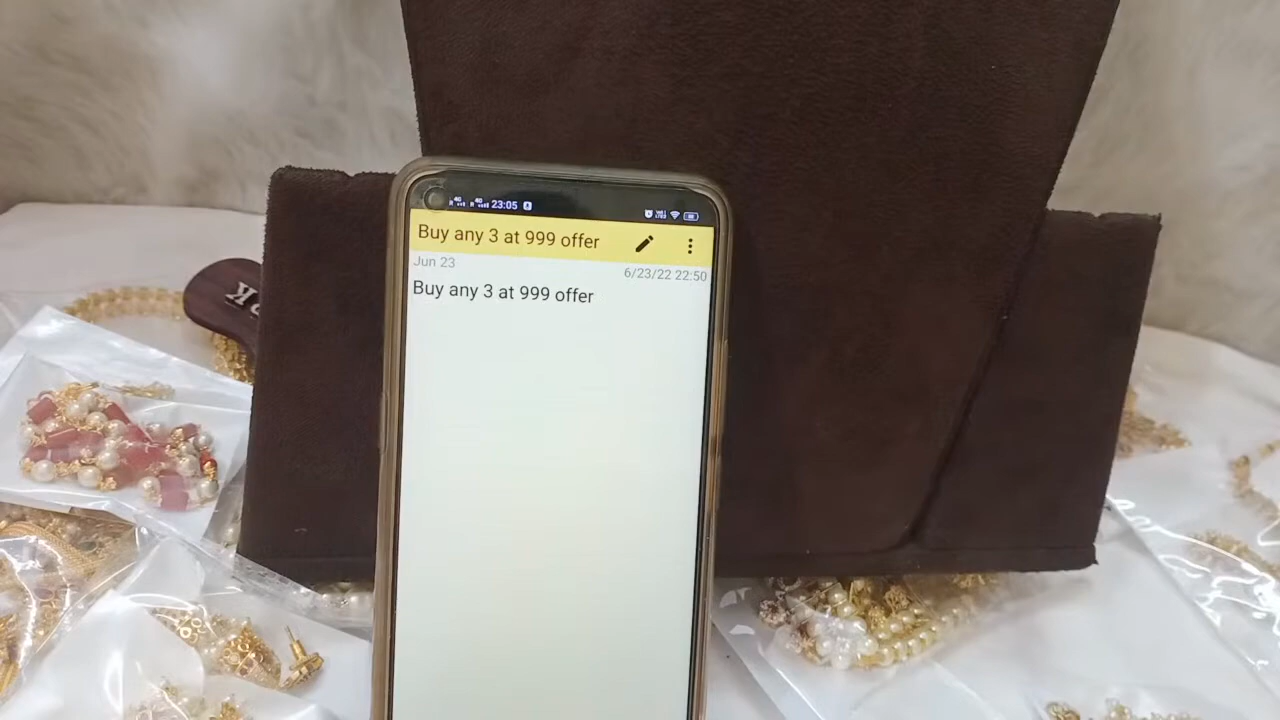 23:05
Buy any 3 at 999 offer
Jun 23
6/23/22 22:50
Buy any 3 at 999 offer